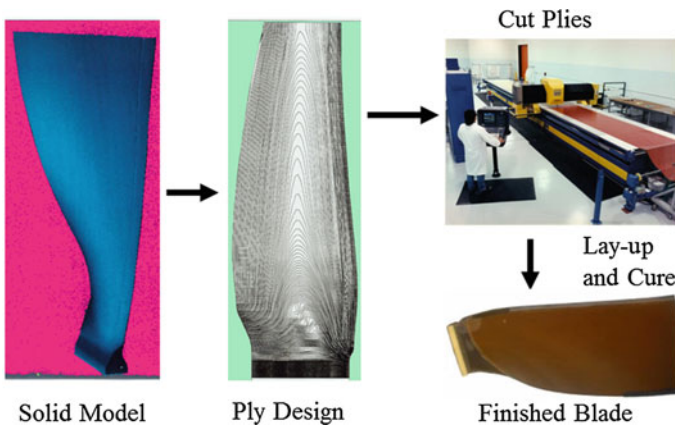 Cut Plies
Lay-up
and Cure
Solid Model
Ply Design
Finished Blade